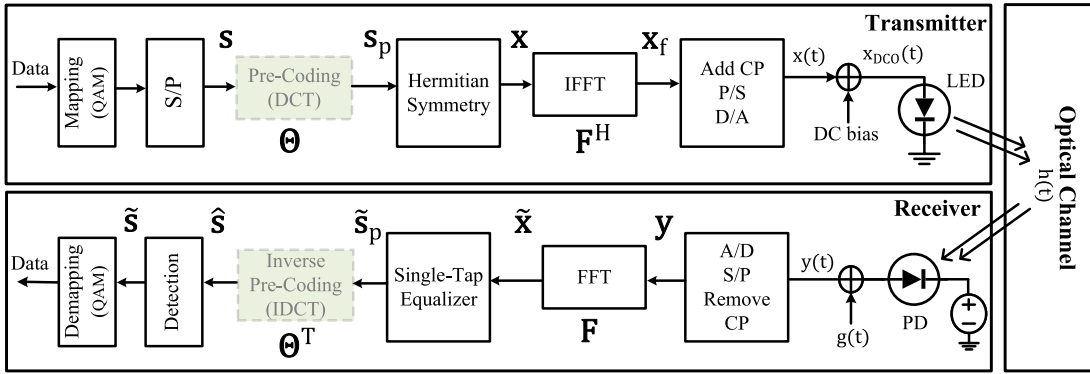 Transmitter
Data
Mapping
(QAM)
S/P
s
Pre-Coding
(DCT)
Θ
s_p
Hermitian
Symmetry
x
IFFT
F^H
x_f
Add CP
P/S
D/A
x(t)
DC bias
x_DCO(t)
LED
Optical Channel
h(t)
Receiver
Data
Demapping
(QAM)
s̃
Detection
ŝ
Inverse
Pre-Coding
(IDCT)
Θ^T
s̃_p
Single-Tap
Equalizer
x̃
FFT
F
y
A/D
S/P
Remove
CP
y(t)
g(t)
PD
+
−